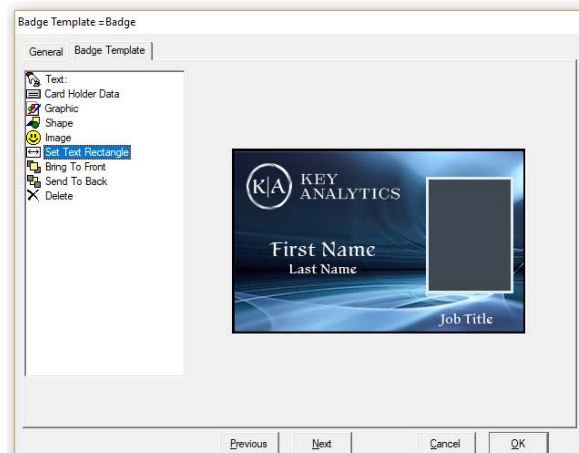 Badge Template =Badge
General Badge Template
Text:
Card Holder Data
Graphic
Shape
Image
Set Text Rectangle
Bring To Front
Send To Back
Delete
K|A
KEY
ANALYTICS
First Name
Last Name
Job Title
Previous Next Cancel OK